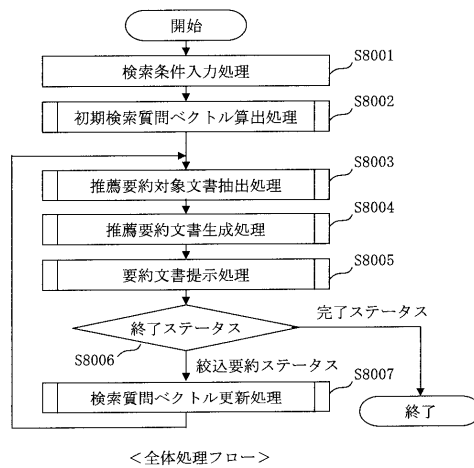 開始
検索条件入力処理
S8001
初期検索質問ベクトル算出処理
S8002
推薦要約対象文書抽出処理
S8003
推薦要約文書生成処理
S8004
要約文書提示処理
S8005
終了ステータス
完了ステータス
S8006
絞込要約ステータス
検索質問ベクトル更新処理
S8007
終了
＜全体処理フロー＞